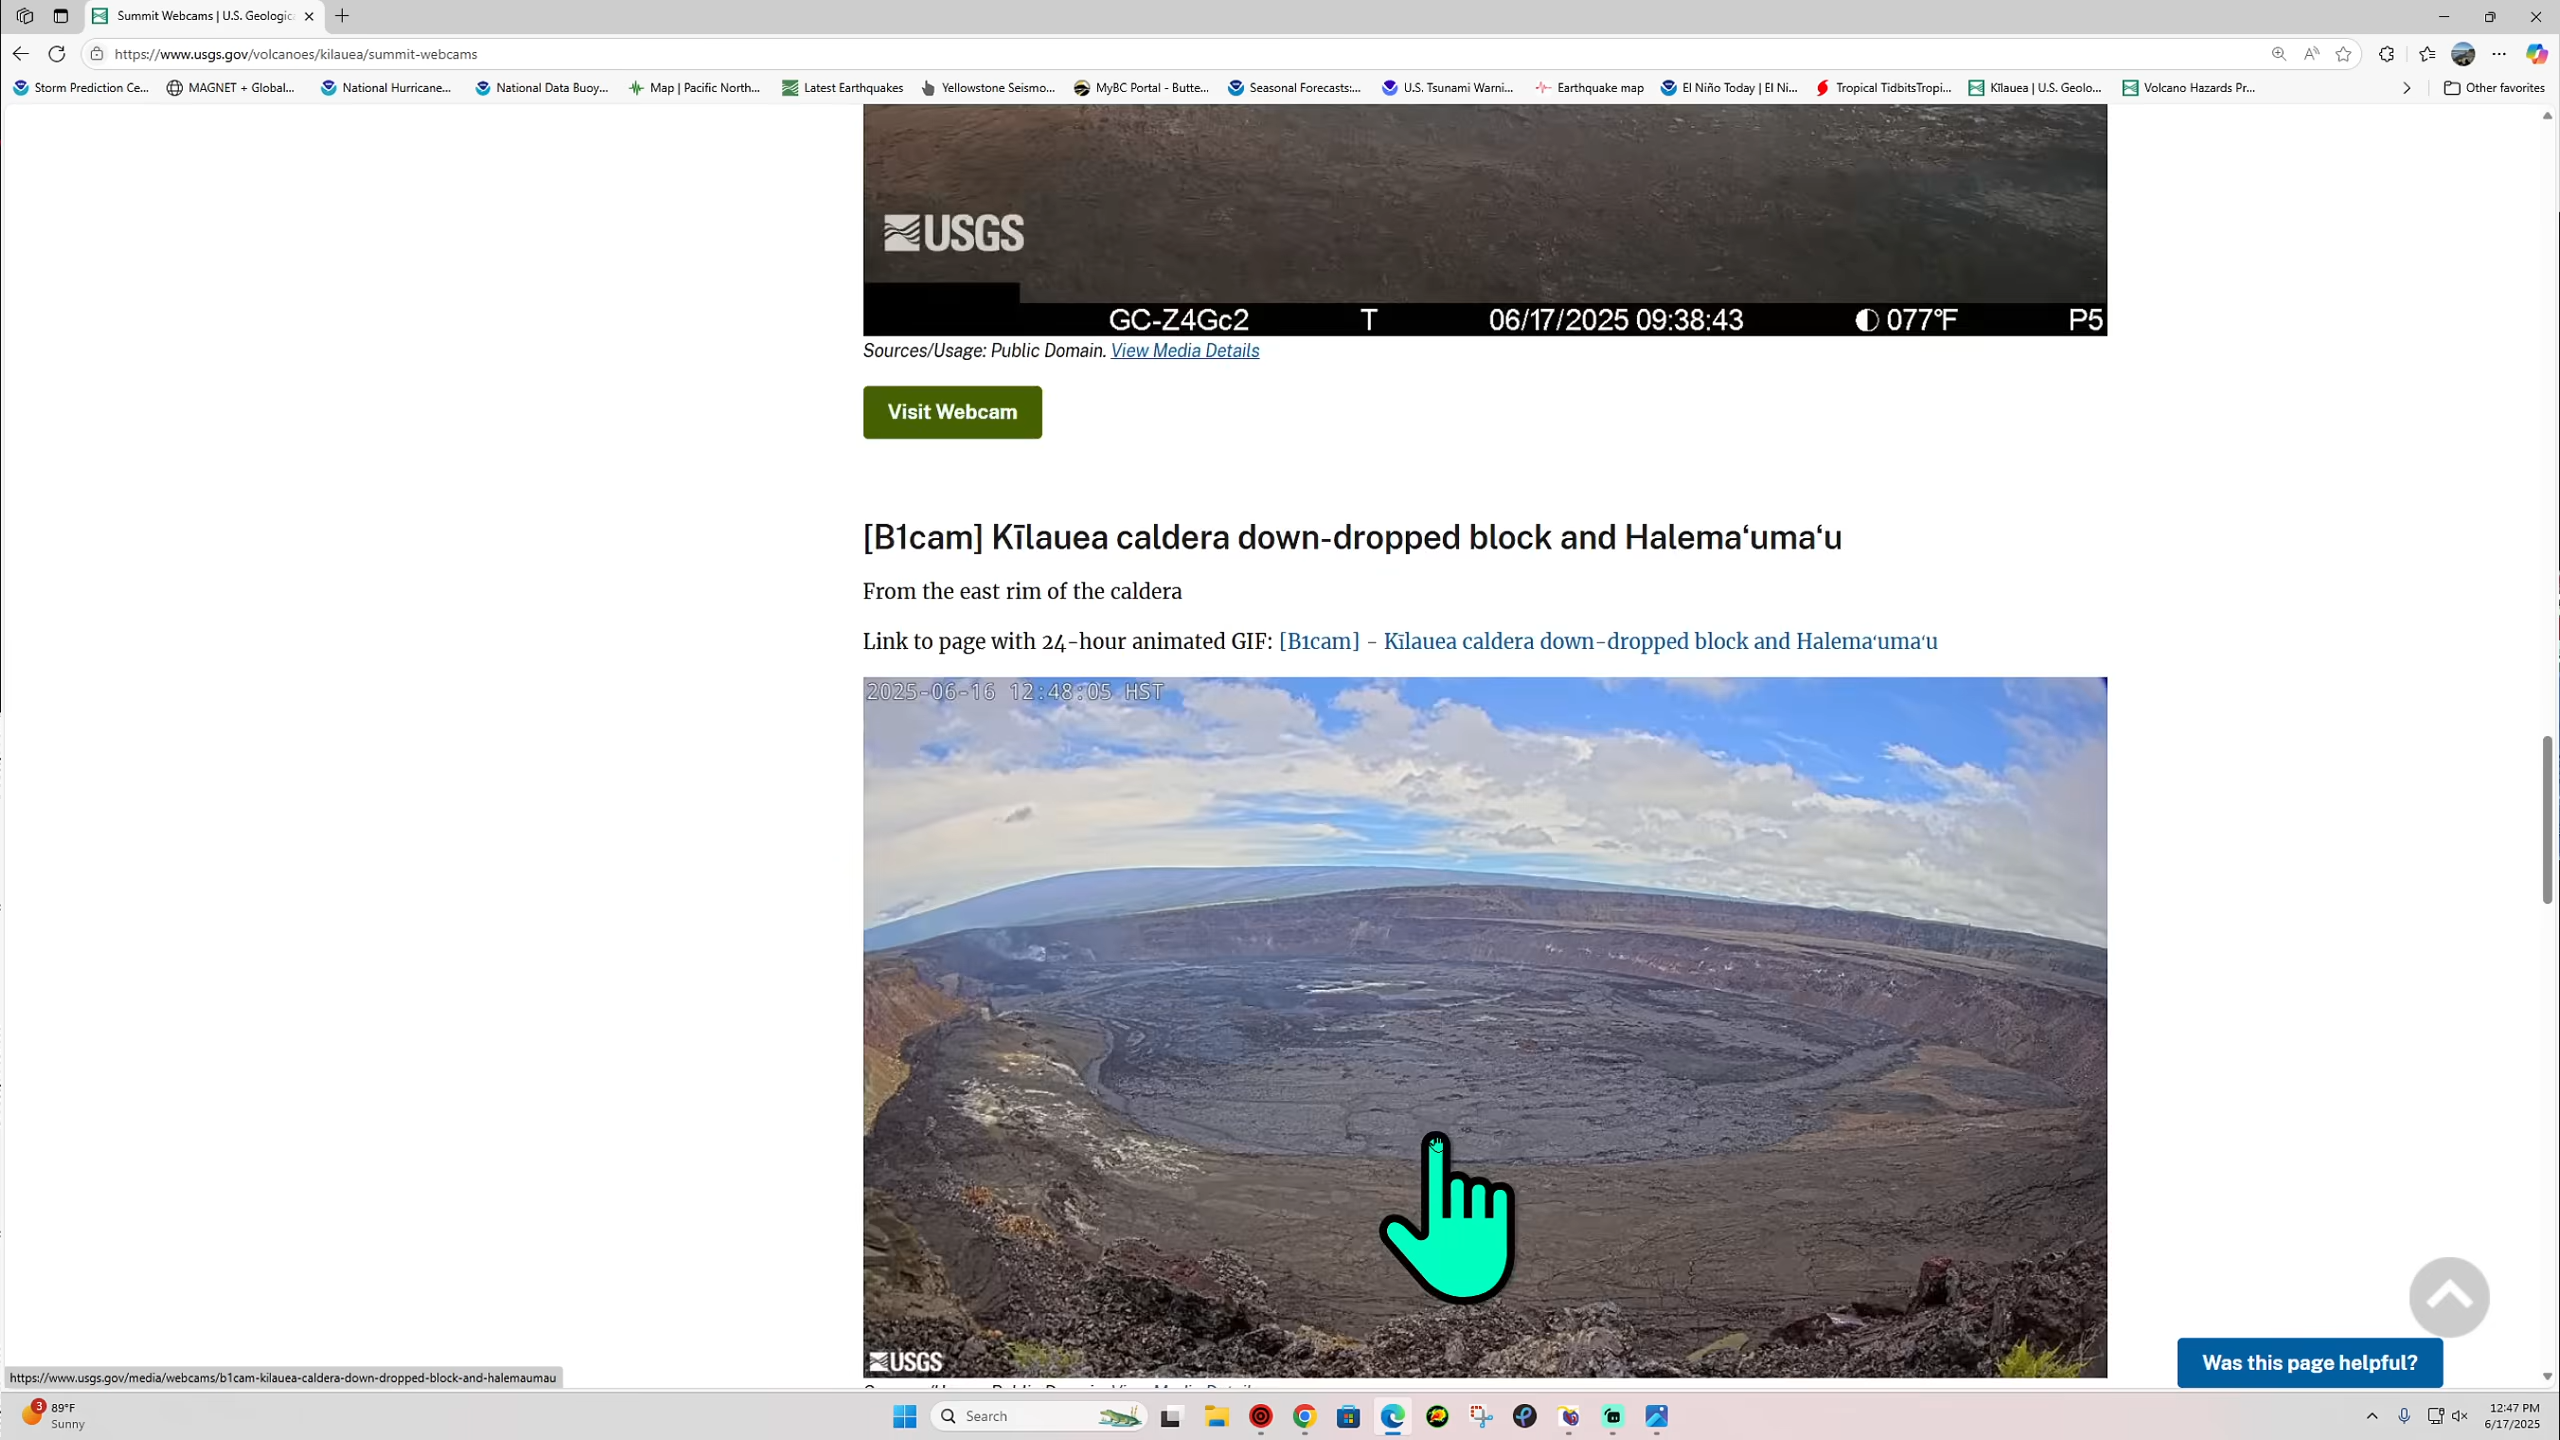 Summit Webcams | U.S. Geologic
https://www.usgs.gov/volcanoes/kilauea/summit-webcams
Storm Prediction Ce...
MAGNET + Global...
National Hurricane...
National Data Buoy...
Map | Pacific North...
Latest Earthquakes
Yellowstone Seismo...
MyBC Portal - Butte...
Seasonal Forecasts:...
U.S. Tsunami Warni...
Earthquake map
El Niño Today | El Ni...
Tropical TidbitsTropi...
Kīlauea | U.S. Geolo...
Volcano Hazards Pr...
Other favorites
USGS
GC-Z4Gc2 T 06/17/2025 09:38:43 077°F P5
Sources/Usage: Public Domain. View Media Details
Visit Webcam
[B1cam] Kīlauea caldera down-dropped block and Halemaʻumaʻu
From the east rim of the caldera
Link to page with 24-hour animated GIF: [B1cam] - Kīlauea caldera down-dropped block and Halemaʻumaʻu
2025-06-16 12:48:05 HST
USGS
Was this page helpful?
https://www.usgs.gov/media/webcams/b1cam-kilauea-caldera-down-dropped-block-and-halemaumau
3
89°F
Sunny
Search
12:47 PM
6/17/2025